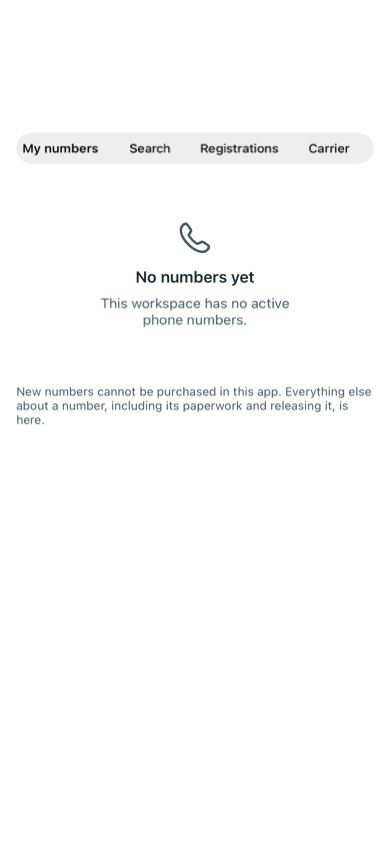 My numbers
Search
Registrations
Carrier
No numbers yet
This workspace has no active
phone numbers.
New numbers cannot be purchased in this app. Everything else
about a number, including its paperwork and releasing it, is
here.